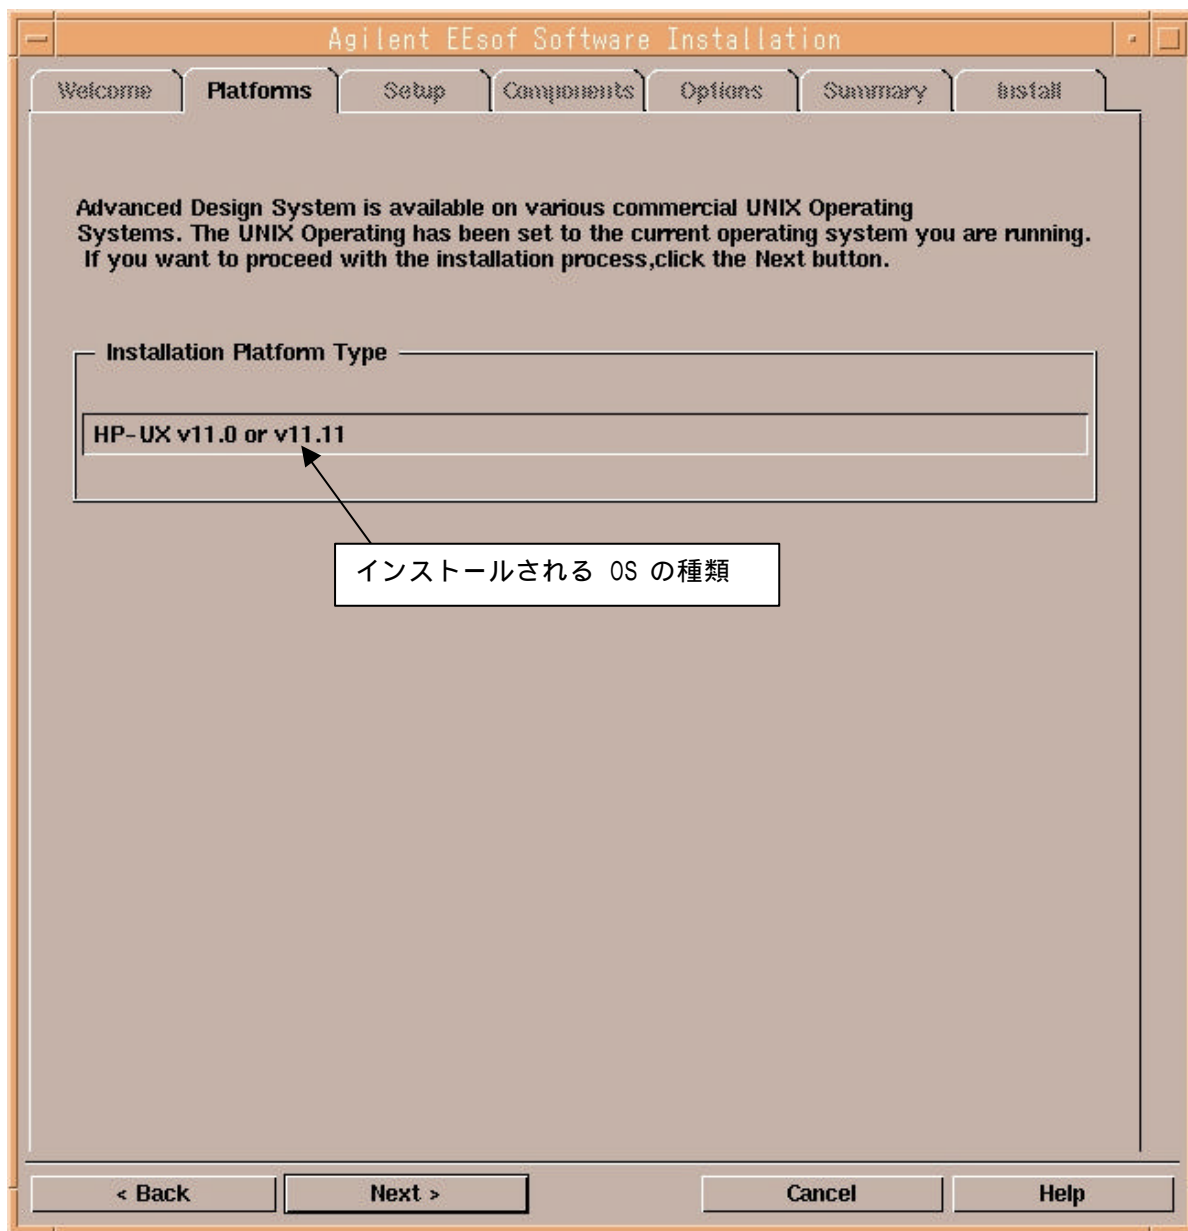 Agilent EEsof Software Installation
Welcome Platforms Setup Components Options Summary Install
Advanced Design System is available on various commercial UNIX Operating
Systems. The UNIX Operating has been set to the current operating system you are running.
If you want to proceed with the installation process,click the Next button.
Installation Platform Type
HP-UX v11.0 or v11.11
インストールされる OS の種類
< Back Next > Cancel Help